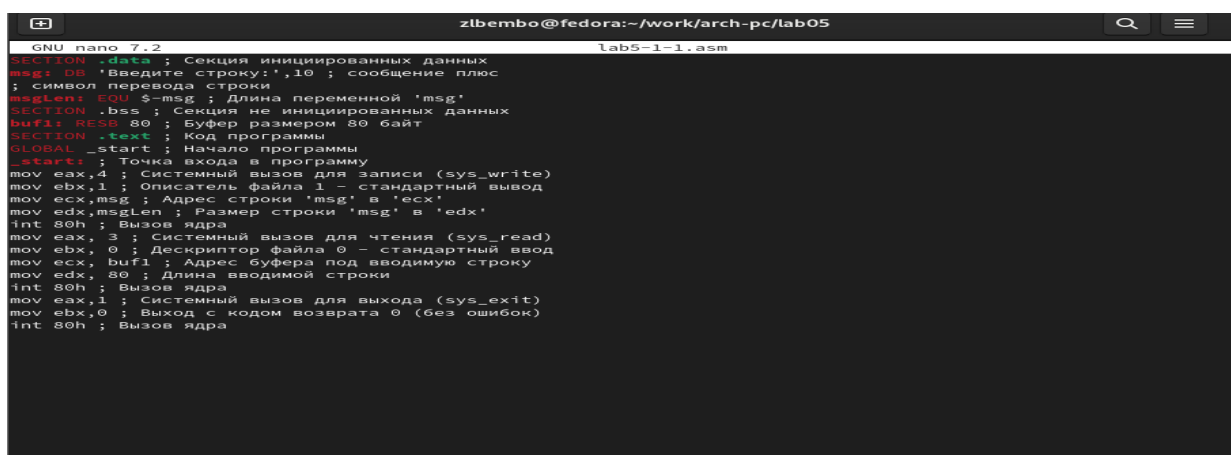 zlbembo@fedora:~/work/arch-pc/lab05
GNU nano 7.2 lab5-1-1.asm
SECTION .data ; Секция инициированных данных
msg: DB 'Введите строку:',10 ; сообщение плюс
; символ перевода строки
msgLen: EQU $-msg ; Длина переменной 'msg'
SECTION .bss ; Секция не инициированных данных
buf1: RESB 80 ; Буфер размером 80 байт
SECTION .text ; Код программы
GLOBAL _start ; Начало программы
_start: ; Точка входа в программу
mov eax,4 ; Системный вызов для записи (sys_write)
mov ebx,1 ; Описатель файла 1 - стандартный вывод
mov ecx,msg ; Адрес строки 'msg' в 'ecx'
mov edx,msgLen ; Размер строки 'msg' в 'edx'
int 80h ; Вызов ядра
mov eax, 3 ; Системный вызов для чтения (sys_read)
mov ebx, 0 ; Дескриптор файла 0 - стандартный ввод
mov ecx, buf1 ; Адрес буфера под вводимую строку
mov edx, 80 ; Длина вводимой строки
int 80h ; Вызов ядра
mov eax,1 ; Системный вызов для выхода (sys_exit)
mov ebx,0 ; Выход с кодом возврата 0 (без ошибок)
int 80h ; Вызов ядра